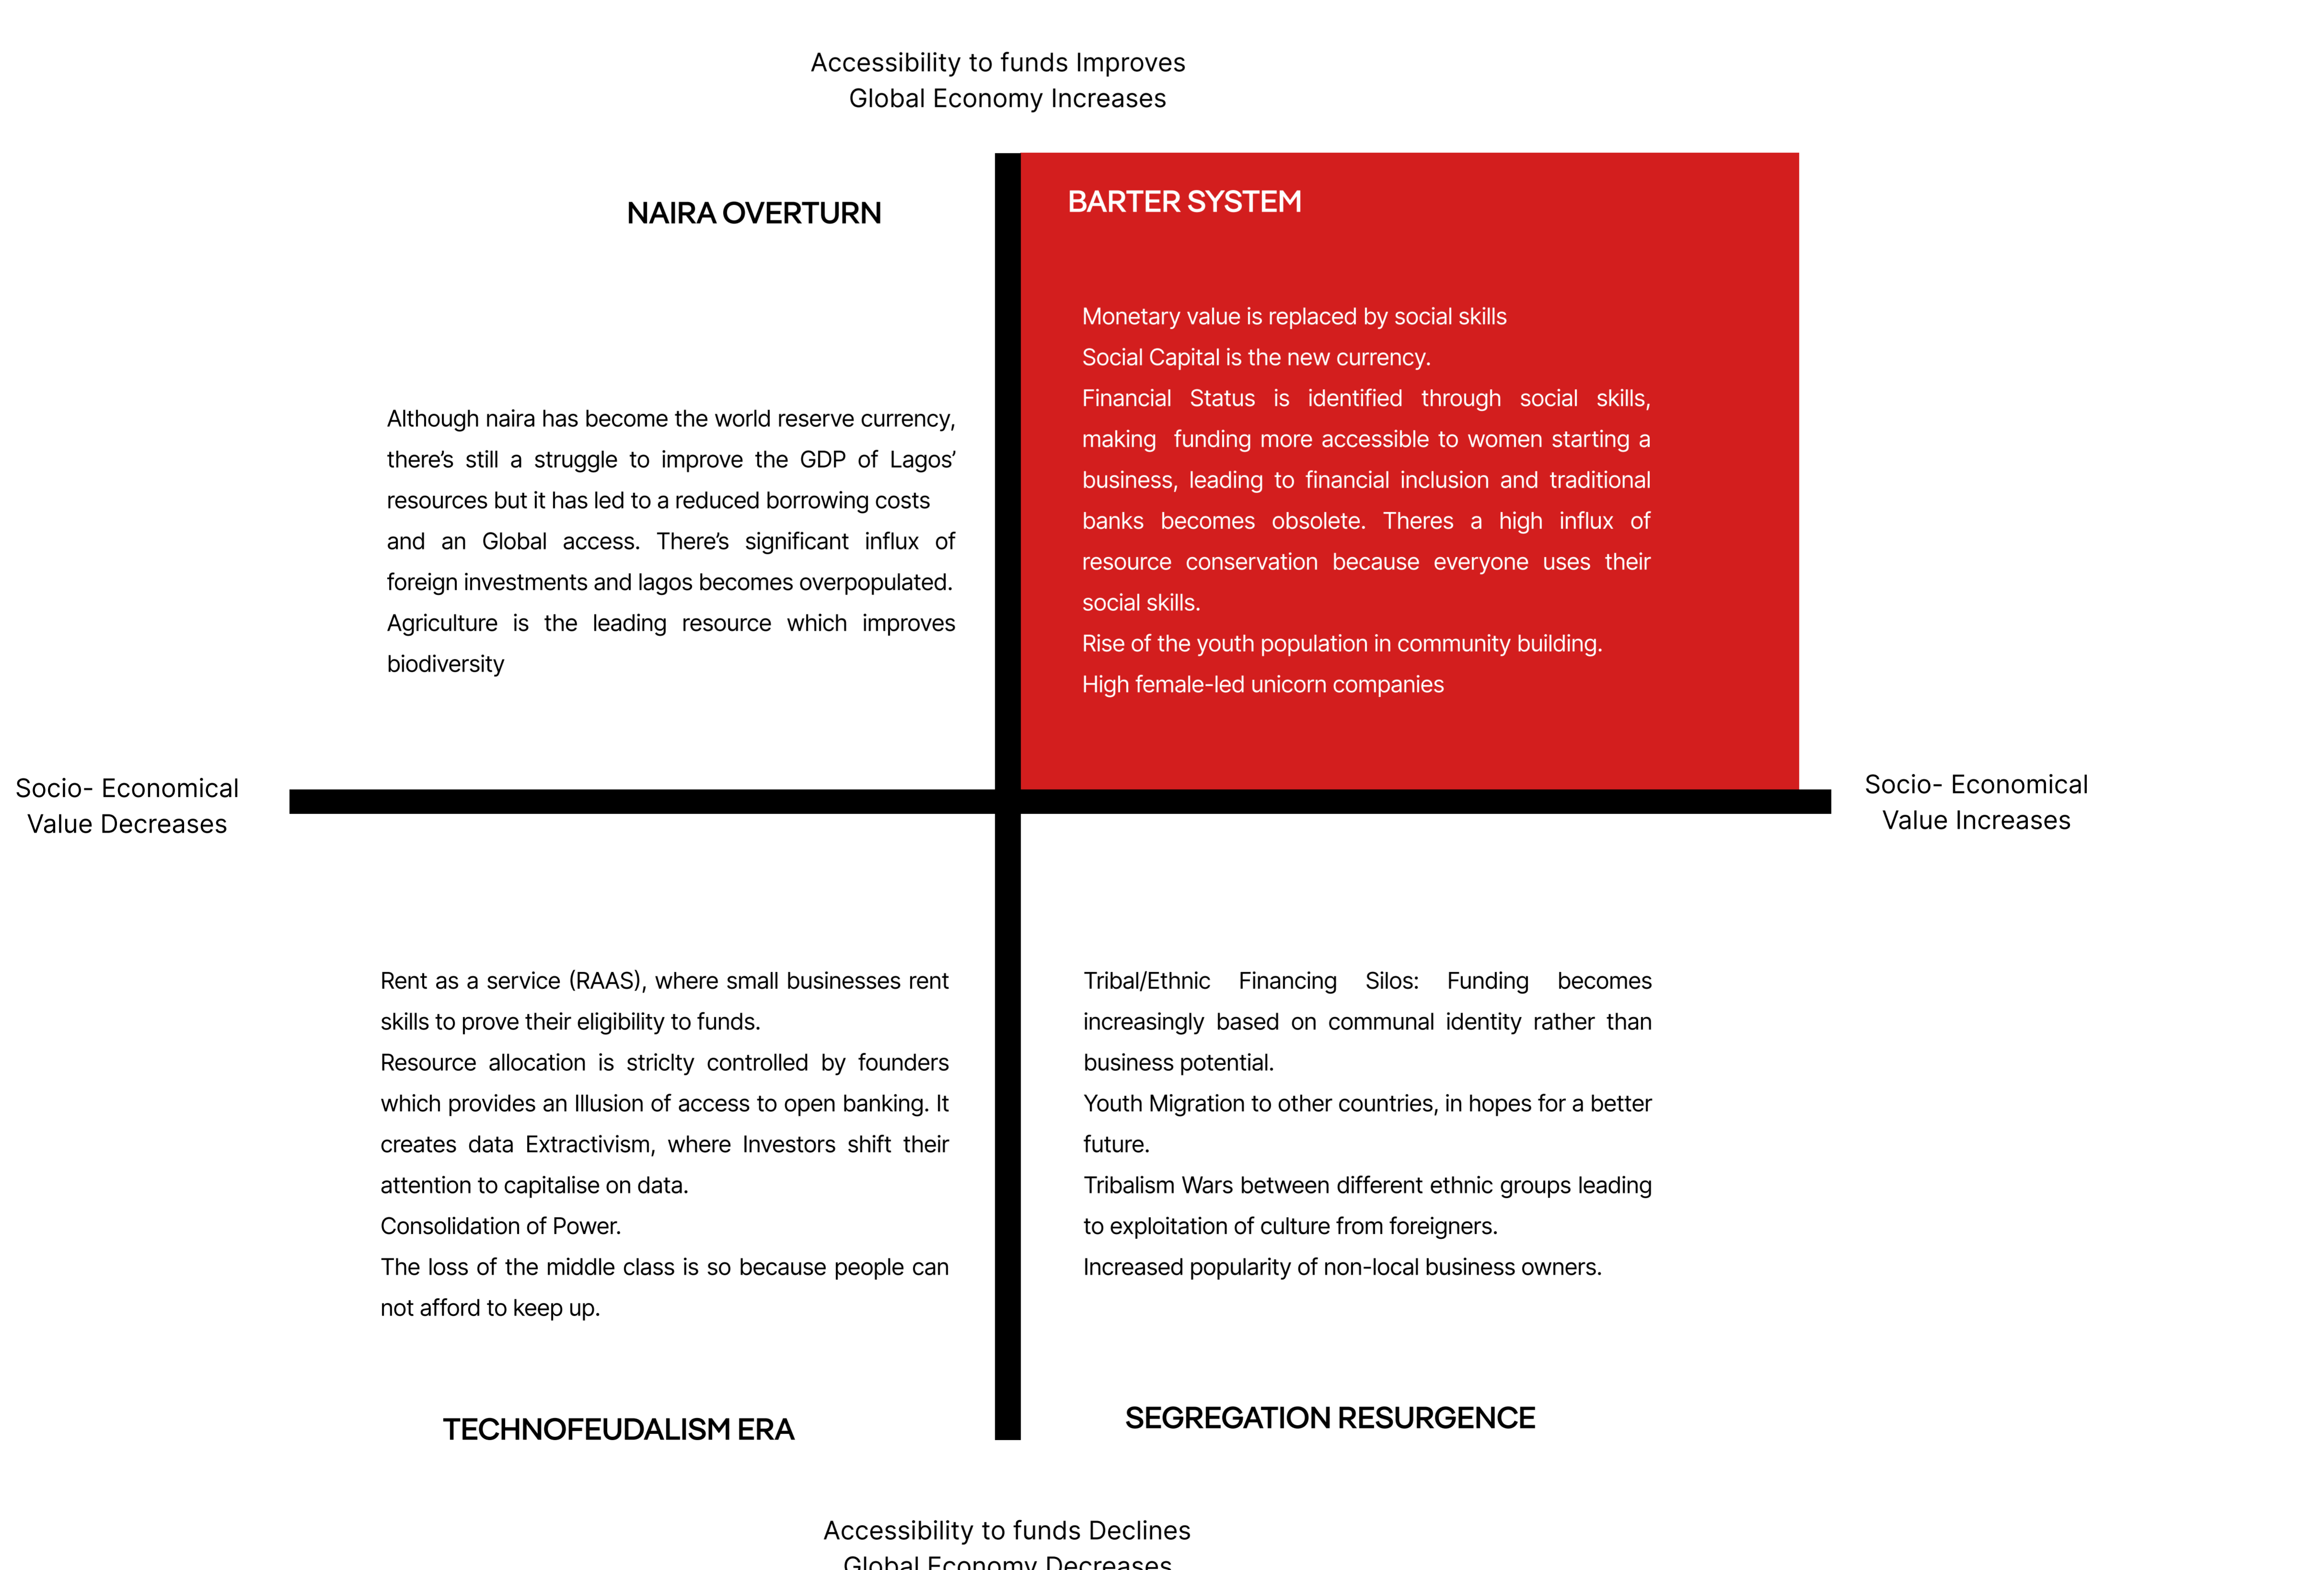 Accessibility to funds Improves
Global Economy Increases
NAIRA OVERTURN
Although naira has become the world reserve currency,
there’s still a struggle to improve the GDP of Lagos’
resources but it has led to a reduced borrowing costs
and an Global access. There’s significant influx of
foreign investments and lagos becomes overpopulated.
Agriculture is the leading resource which improves
biodiversity
BARTER SYSTEM
Monetary value is replaced by social skills
Social Capital is the new currency.
Financial Status is identified through social skills,
making funding more accessible to women starting a
business, leading to financial inclusion and traditional
banks becomes obsolete. Theres a high influx of
resource conservation because everyone uses their
social skills.
Rise of the youth population in community building.
High female-led unicorn companies
Socio- Economical
Value Decreases
Socio- Economical
Value Increases
Rent as a service (RAAS), where small businesses rent
skills to prove their eligibility to funds.
Resource allocation is striclty controlled by founders
which provides an Illusion of access to open banking. It
creates data Extractivism, where Investors shift their
attention to capitalise on data.
Consolidation of Power.
The loss of the middle class is so because people can
not afford to keep up.
TECHNOFEUDALISM ERA
Tribal/Ethnic Financing Silos: Funding becomes
increasingly based on communal identity rather than
business potential.
Youth Migration to other countries, in hopes for a better
future.
Tribalism Wars between different ethnic groups leading
to exploitation of culture from foreigners.
Increased popularity of non-local business owners.
SEGREGATION RESURGENCE
Accessibility to funds Declines
Global Economy Decreases